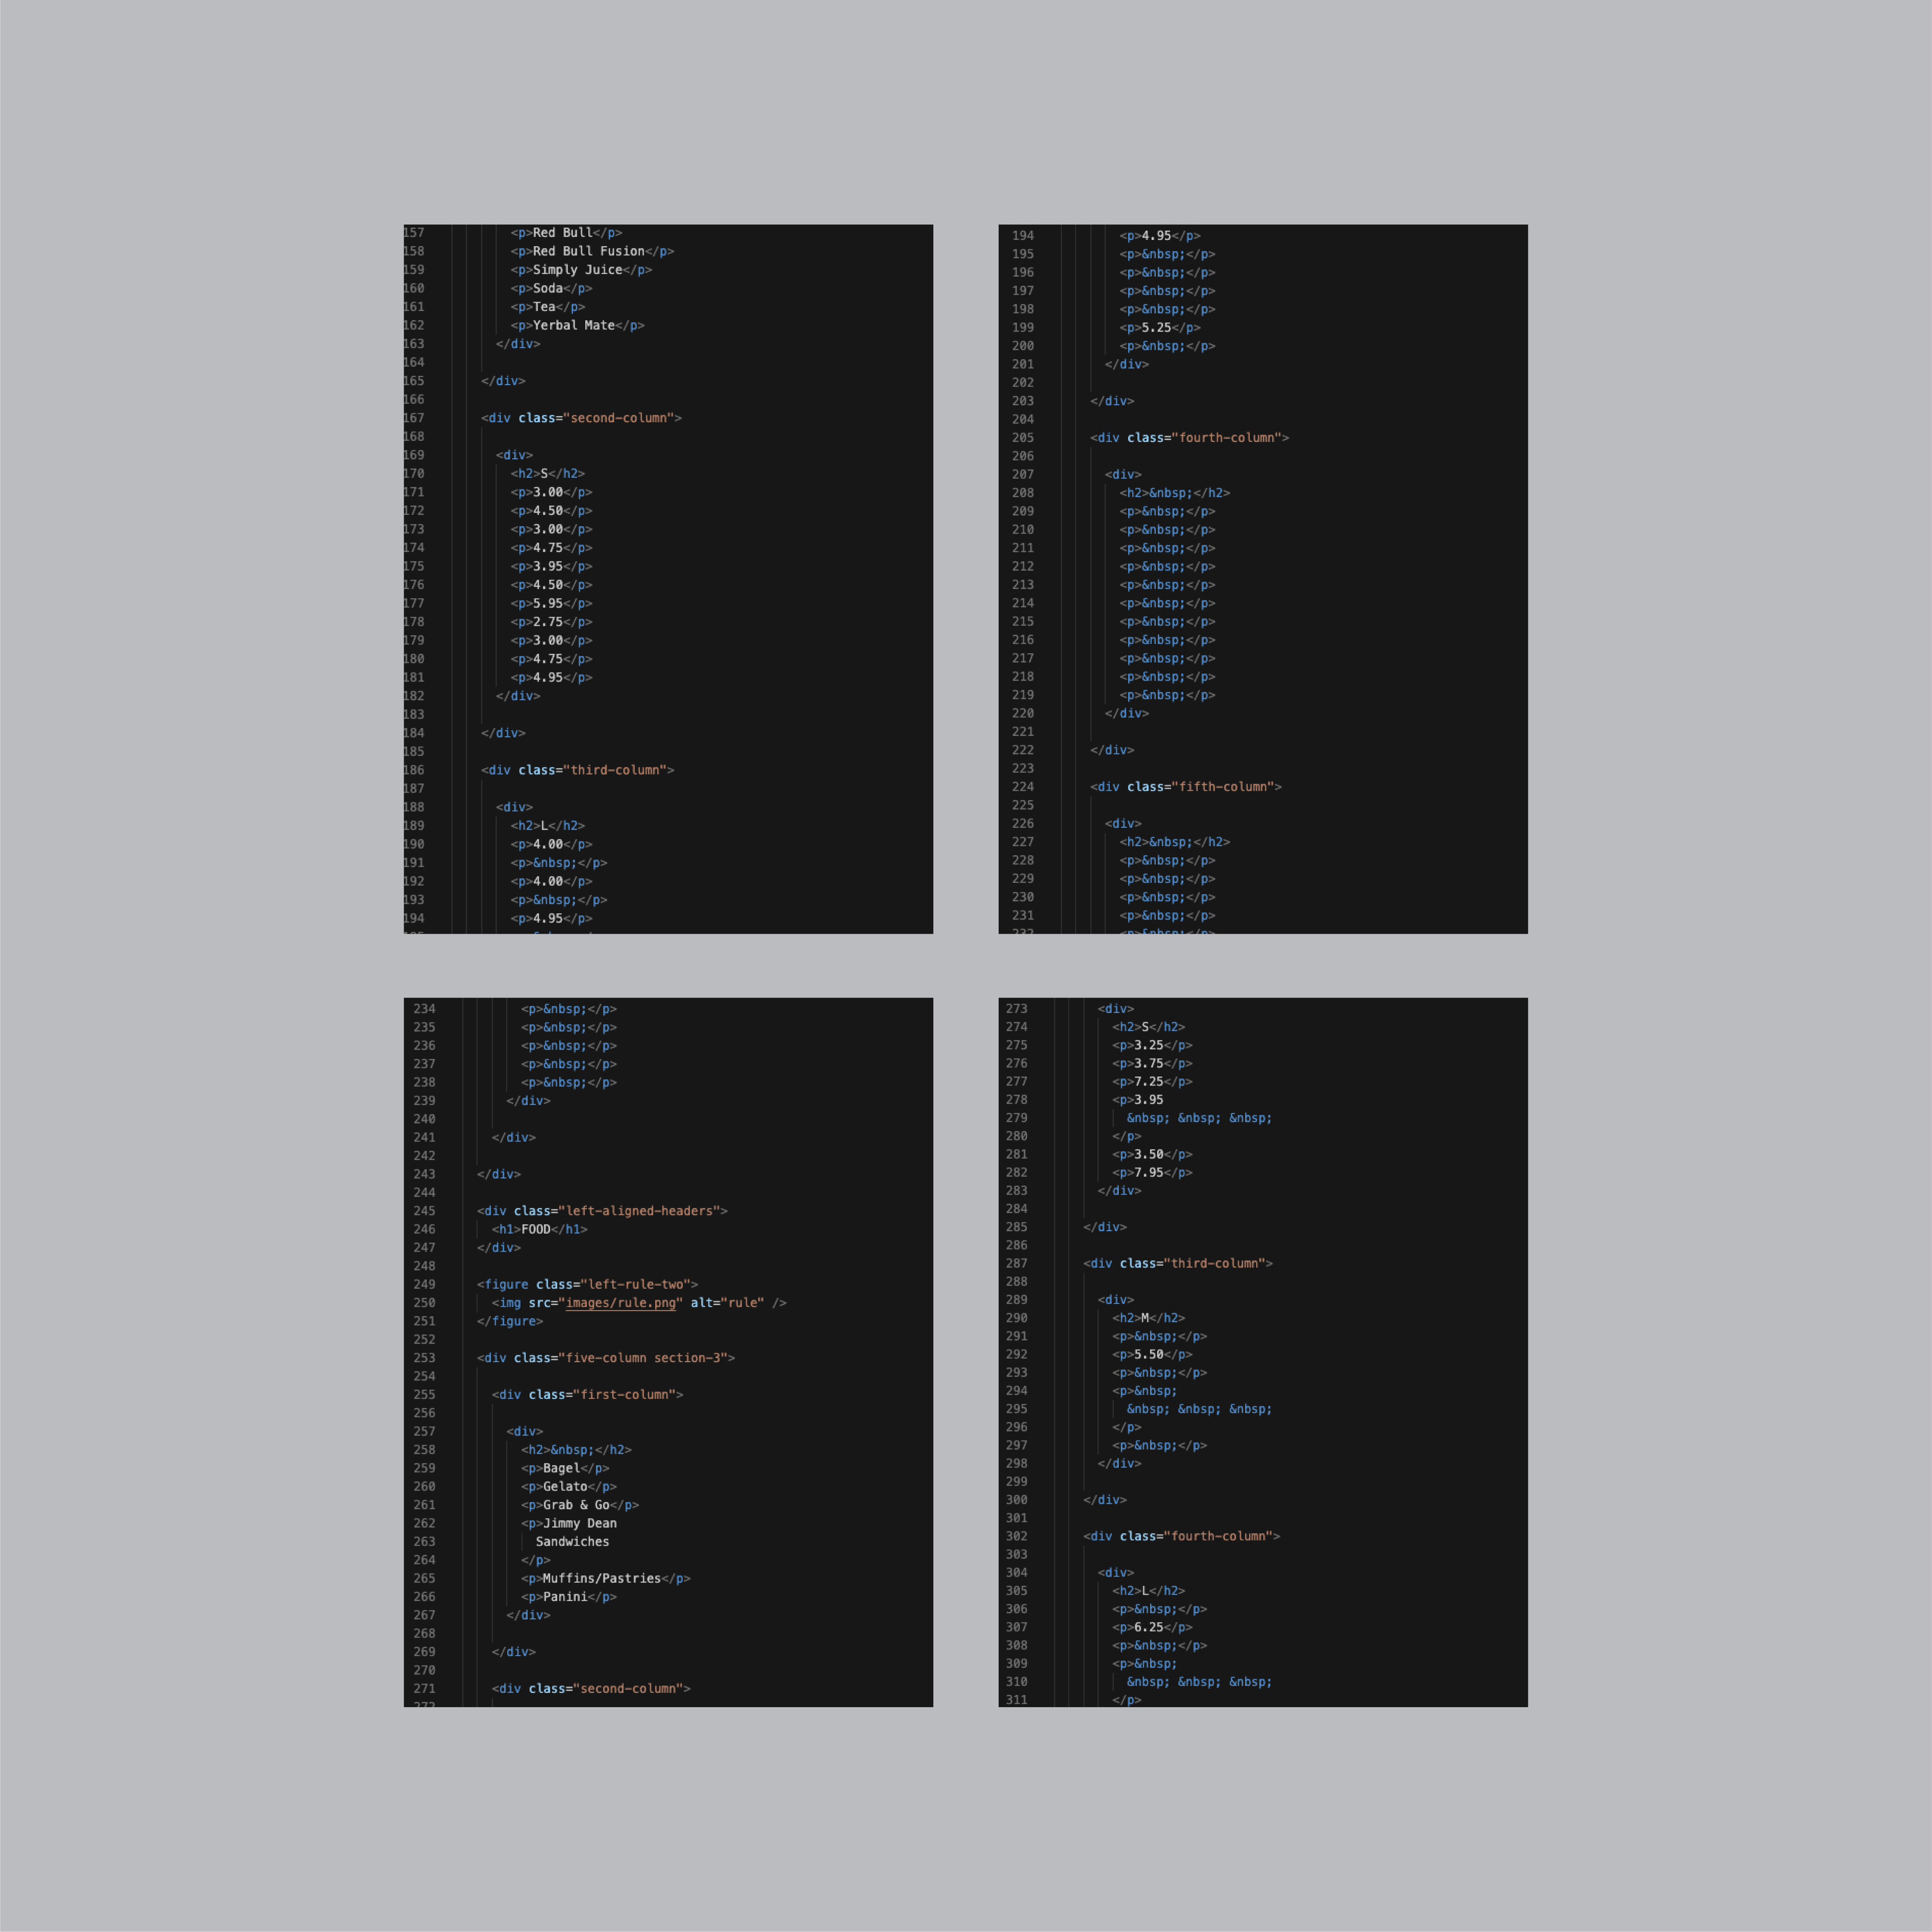 157 <p>Red Bull</p>
158 <p>Red Bull Fusion</p>
159 <p>Simply Juice</p>
160 <p>Soda</p>
161 <p>Tea</p>
162 <p>Yerbal Mate</p>
163 </div>
164
165 </div>
166
167 <div class="second-column">
168
169 <div>
170 <h2>S</h2>
171 <p>3.00</p>
172 <p>4.50</p>
173 <p>3.00</p>
174 <p>4.75</p>
175 <p>3.95</p>
176 <p>4.50</p>
177 <p>5.95</p>
178 <p>2.75</p>
179 <p>3.00</p>
180 <p>4.75</p>
181 <p>4.95</p>
182 </div>
183
184 </div>
185
186 <div class="third-column">
187
188 <div>
189 <h2>L</h2>
190 <p>4.00</p>
191 <p>&nbsp;</p>
192 <p>4.00</p>
193 <p>&nbsp;</p>
194 <p>4.95</p>
194 <p>4.95</p>
195 <p>&nbsp;</p>
196 <p>&nbsp;</p>
197 <p>&nbsp;</p>
198 <p>&nbsp;</p>
199 <p>5.25</p>
200 <p>&nbsp;</p>
201 </div>
202
203 </div>
204
205 <div class="fourth-column">
206
207 <div>
208 <h2>&nbsp;</h2>
209 <p>&nbsp;</p>
210 <p>&nbsp;</p>
211 <p>&nbsp;</p>
212 <p>&nbsp;</p>
213 <p>&nbsp;</p>
214 <p>&nbsp;</p>
215 <p>&nbsp;</p>
216 <p>&nbsp;</p>
217 <p>&nbsp;</p>
218 <p>&nbsp;</p>
219 <p>&nbsp;</p>
220 </div>
221
222 </div>
223
224 <div class="fifth-column">
225
226 <div>
227 <h2>&nbsp;</h2>
228 <p>&nbsp;</p>
229 <p>&nbsp;</p>
230 <p>&nbsp;</p>
231 <p>&nbsp;</p>
232 <p>&nbsp;</p>
234 <p>&nbsp;</p>
235 <p>&nbsp;</p>
236 <p>&nbsp;</p>
237 <p>&nbsp;</p>
238 <p>&nbsp;</p>
239 </div>
240
241 </div>
242
243 </div>
244
245 <div class="left-aligned-headers">
246 <h1>FOOD</h1>
247 </div>
248
249 <figure class="left-rule-two">
250 <img src="images/rule.png" alt="rule" />
251 </figure>
252
253 <div class="five-column section-3">
254
255 <div class="first-column">
256
257 <div>
258 <h2>&nbsp;</h2>
259 <p>Bagel</p>
260 <p>Gelato</p>
261 <p>Grab & Go</p>
262 <p>Jimmy Dean
263 Sandwiches
264 </p>
265 <p>Muffins/Pastries</p>
266 <p>Panini</p>
267 </div>
268
269 </div>
270
271 <div class="second-column">
272
273 <div>
274 <h2>S</h2>
275 <p>3.25</p>
276 <p>3.75</p>
277 <p>7.25</p>
278 <p>3.95
279 &nbsp; &nbsp; &nbsp;
280 </p>
281 <p>3.50</p>
282 <p>7.95</p>
283 </div>
284
285 </div>
286
287 <div class="third-column">
288
289 <div>
290 <h2>M</h2>
291 <p>&nbsp;</p>
292 <p>5.50</p>
293 <p>&nbsp;</p>
294 <p>&nbsp;
295 &nbsp; &nbsp; &nbsp;
296 </p>
297 <p>&nbsp;</p>
298 </div>
299
300 </div>
301
302 <div class="fourth-column">
303
304 <div>
305 <h2>L</h2>
306 <p>&nbsp;</p>
307 <p>6.25</p>
308 <p>&nbsp;</p>
309 <p>&nbsp;
310 &nbsp; &nbsp; &nbsp;
311 </p>